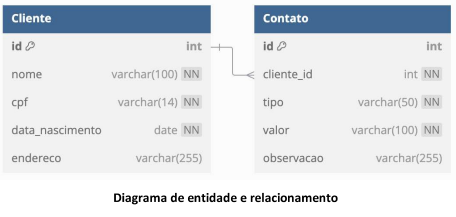 Cliente
id int
nome varchar(100) NN
cpf varchar(14) NN
data_nascimento date NN
endereco varchar(255)
Contato
id int
cliente_id int NN
tipo varchar(50) NN
valor varchar(100) NN
observacao varchar(255)
Diagrama de entidade e relacionamento